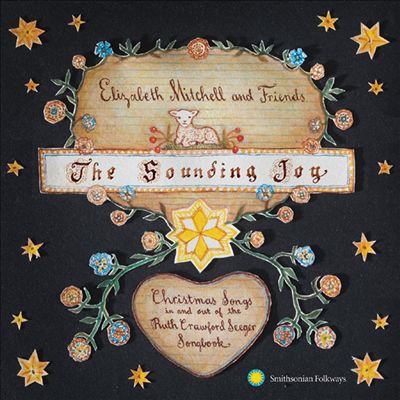 Elizabeth Mitchell and Friends
The Sounding Joy
Christmas Songs
in and out of the
Ruth Crawford Seeger
Songbook
Smithsonian Folkways